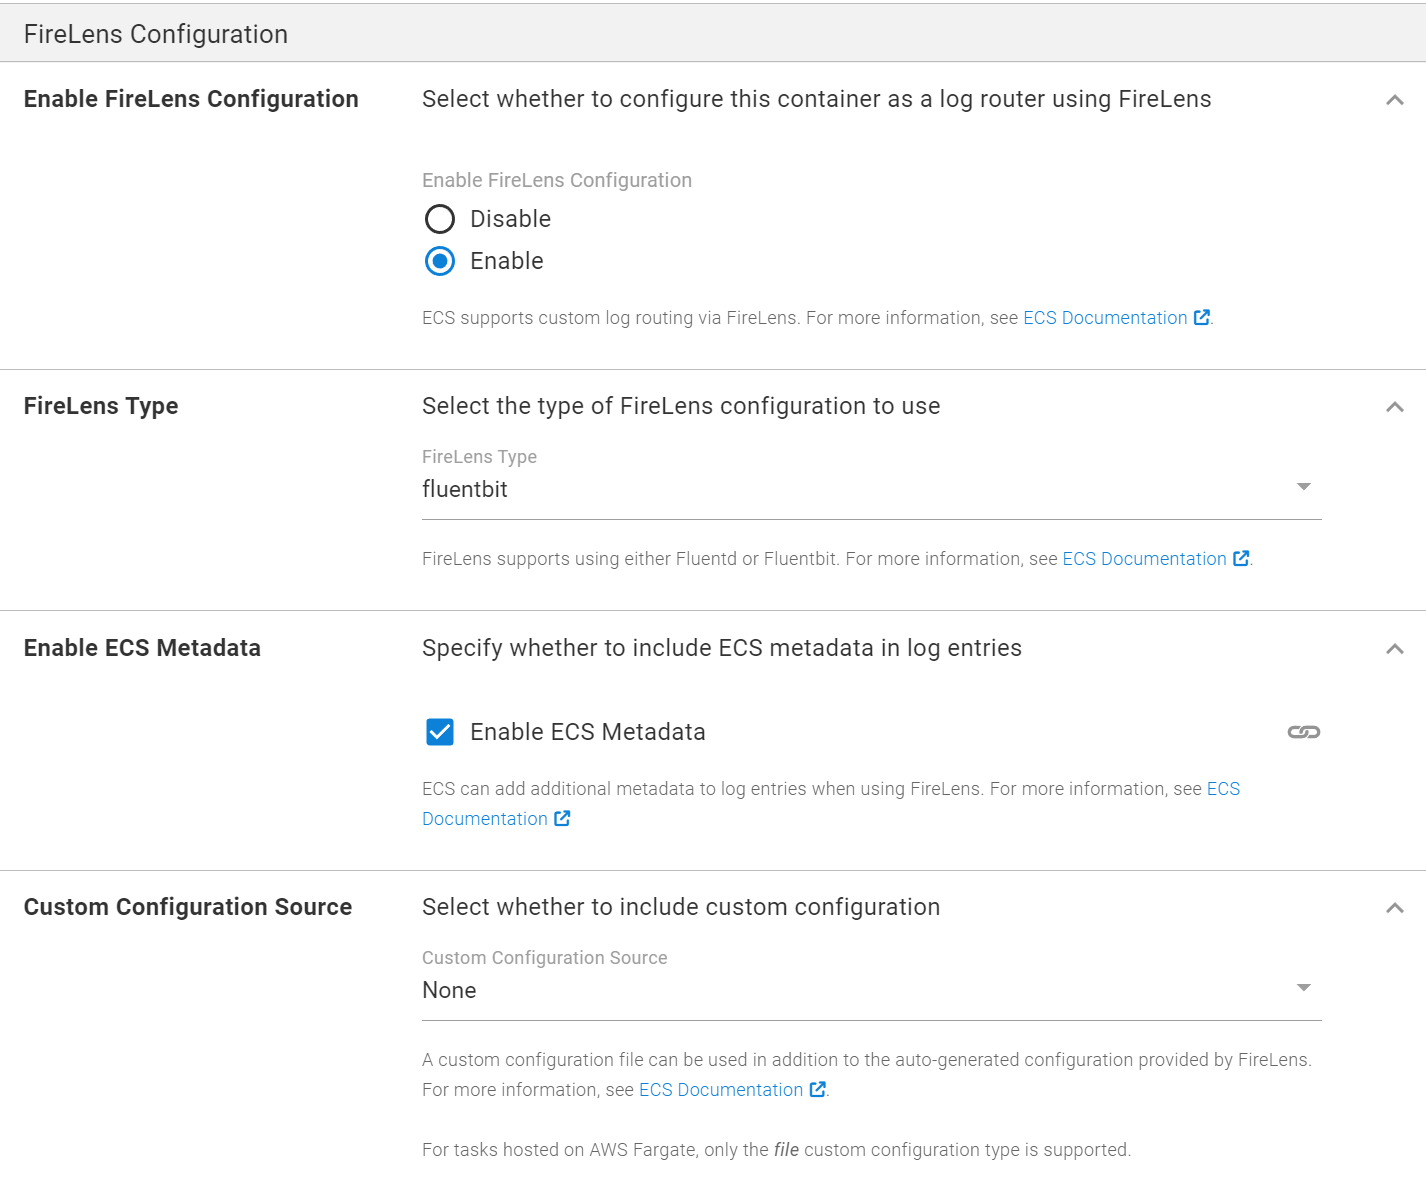 FireLens Configuration
Enable FireLens Configuration
Select whether to configure this container as a log router using FireLens
Enable FireLens Configuration
Disable
Enable
ECS supports custom log routing via FireLens. For more information, see ECS Documentation.
FireLens Type
Select the type of FireLens configuration to use
FireLens Type
fluentbit
FireLens supports using either Fluentd or Fluentbit. For more information, see ECS Documentation.
Enable ECS Metadata
Specify whether to include ECS metadata in log entries
Enable ECS Metadata
ECS can add additional metadata to log entries when using FireLens. For more information, see ECS
Documentation
Custom Configuration Source
Select whether to include custom configuration
Custom Configuration Source
None
A custom configuration file can be used in addition to the auto-generated configuration provided by FireLens.
For more information, see ECS Documentation.
For tasks hosted on AWS Fargate, only the file custom configuration type is supported.